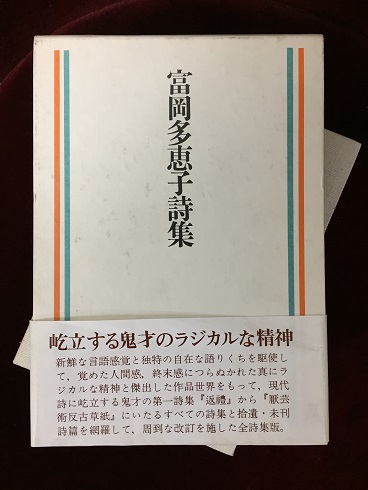 富岡多恵子詩集
屹立する鬼才のラジカルな精神
新鮮な言語感覚と独特の自在な語りくちを駆使し
て，覚めた人間感，終末感につらぬかれた真にラ
ジカルな精神と傑出した作品世界をもって，現代
詩に屹立する鬼才の第一詩集『返禮』から『厭芸
術反古草紙』にいたるすべての詩集と拾遺・未刊
詩篇を網羅して，周到な改訂を施した全詩集版。